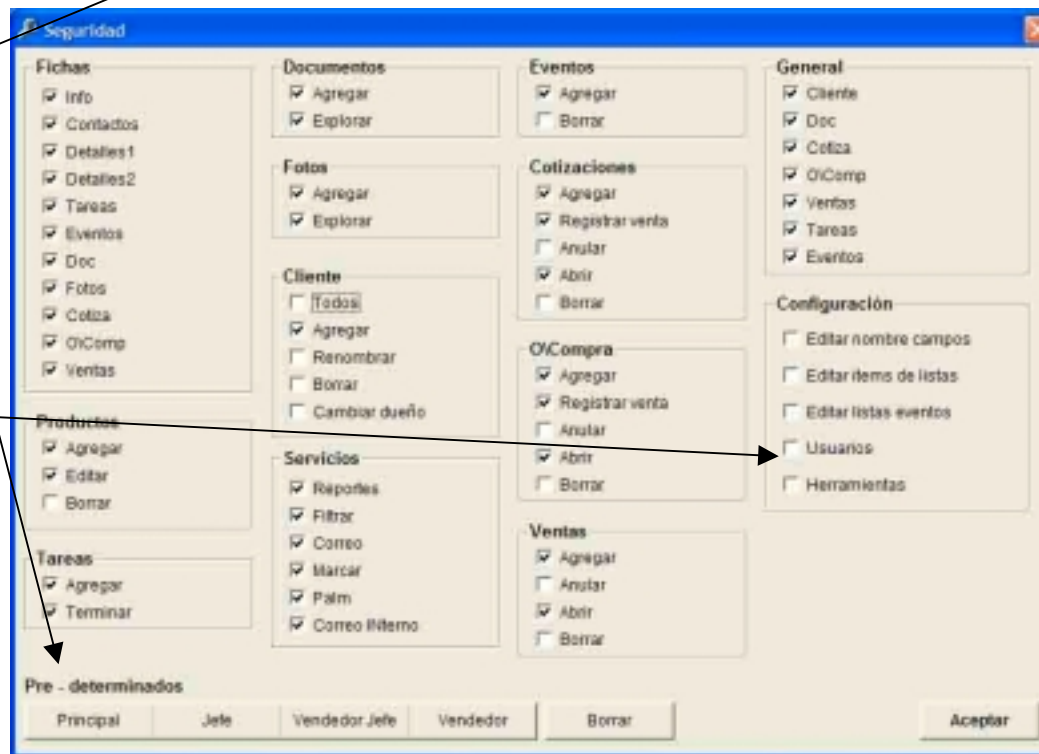 Seguridad
Fichas
Info
Contactos
Detalles1
Detalles2
Tareas
Eventos
Doc
Fotos
Cotiza
O\Comp
Ventas
Productos
Agregar
Editar
Borrar
Tareas
Agregar
Terminar
Documentos
Agregar
Explorar
Fotos
Agregar
Explorar
Cliente
Todos
Agregar
Renombrar
Borrar
Cambiar dueño
Servicios
Reportes
Filtrar
Correo
Marcar
Palm
Correo INterno
Eventos
Agregar
Borrar
Cotizaciones
Agregar
Registrar venta
Anular
Abrir
Borrar
O\Compra
Agregar
Registrar venta
Anular
Abrir
Borrar
Ventas
Agregar
Anular
Abrir
Borrar
General
Cliente
Doc
Cotiza
O\Comp
Ventas
Tareas
Eventos
Configuración
Editar nombre campos
Editar items de listas
Editar listas eventos
Usuarios
Herramientas
Pre - determinados
Principal Jefe Vendedor Jefe Vendedor Borrar Aceptar